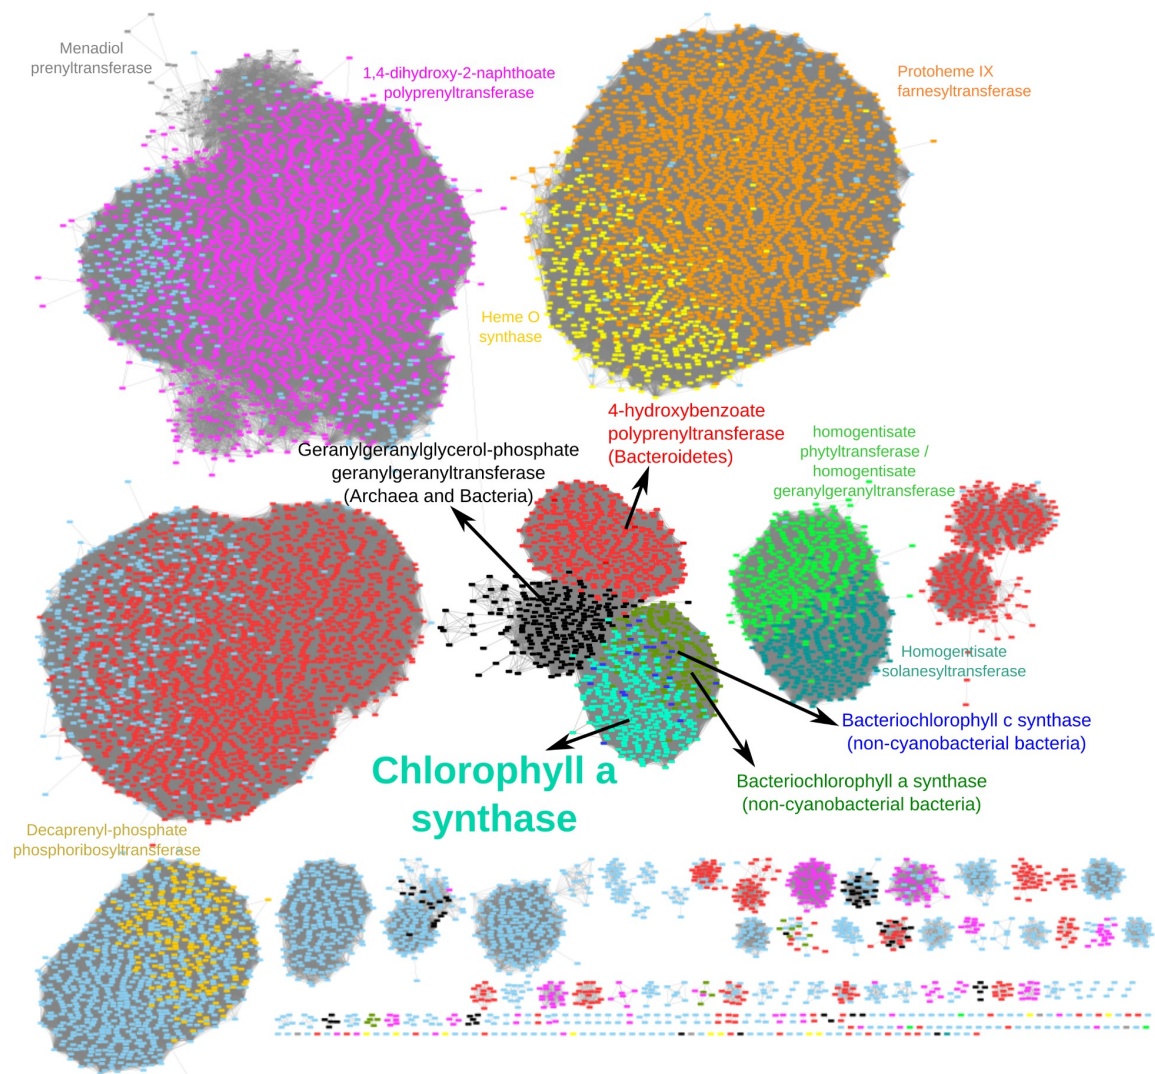 Menadiol
prenyltransferase
1,4-dihydroxy-2-naphthoate
polyprenyltransferase
Protoheme IX
farnesyltransferase
Heme O
synthase
4-hydroxybenzoate
polyprenyltransferase
(Bacteroidetes)
Geranylgeranylglycerol-phosphate
geranylgeranyltransferase
(Archaea and Bacteria)
homogentisate
phytyltransferase /
homogentisate
geranylgeranyltransferase
Homogentisate
solanesyltransferase
Bacteriochlorophyll c synthase
(non-cyanobacterial bacteria)
Chlorophyll a
synthase
Bacteriochlorophyll a synthase
(non-cyanobacterial bacteria)
Decaprenyl-phosphate
phosphoribosyltransferase